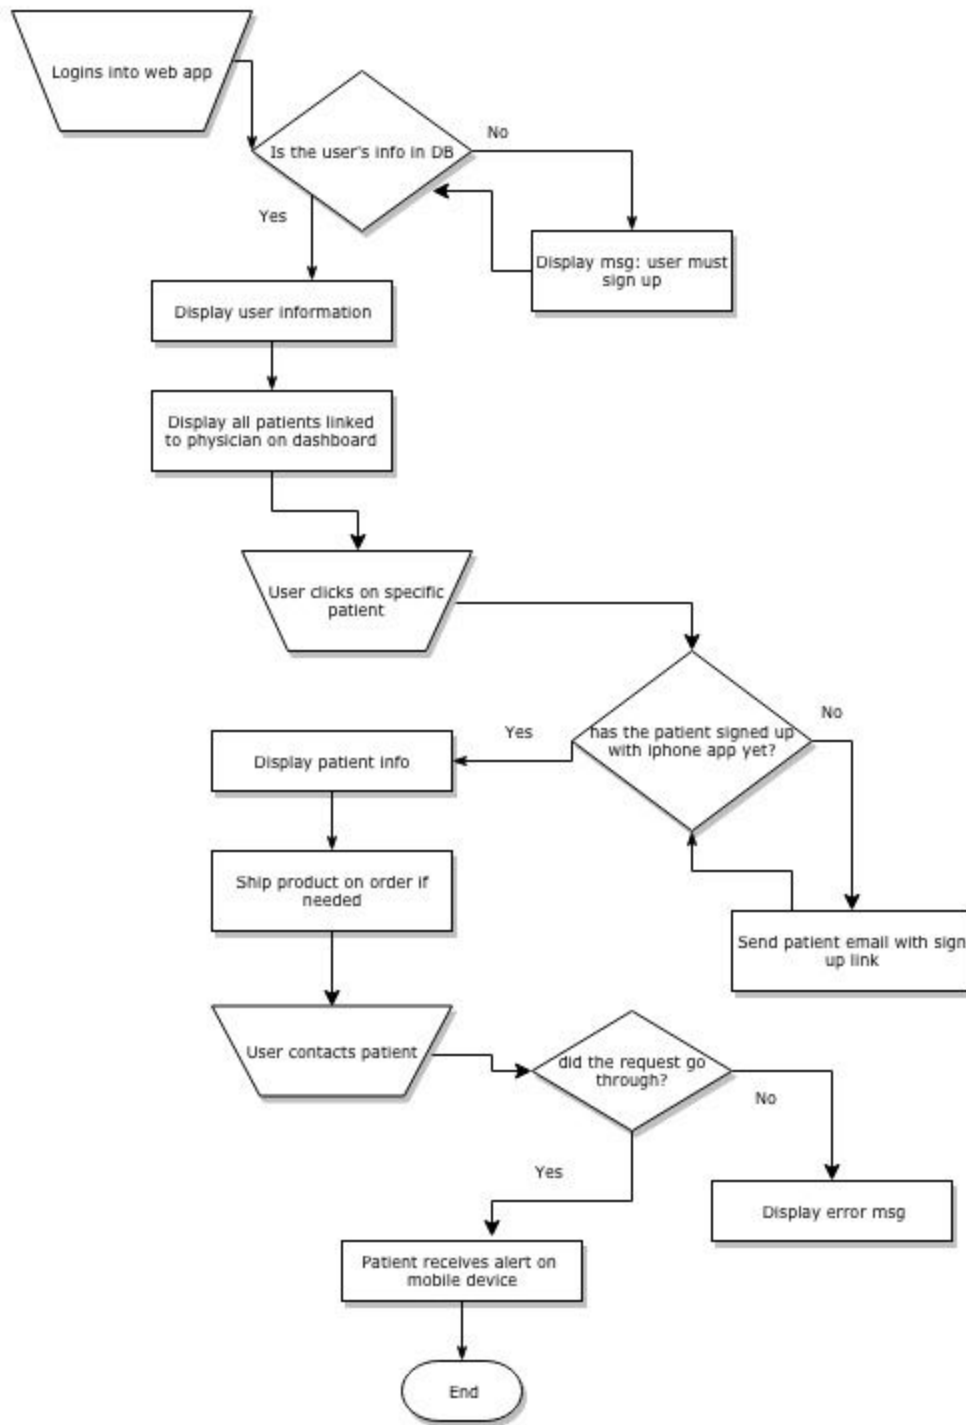 Logins into web app
Is the user's info in DB
No
Yes
Display msg: user must
sign up
Display user information
Display all patients linked
to physician on dashboard
User clicks on specific
patient
has the patient signed up
with iphone app yet?
No
Yes
Display patient info
Ship product on order if
needed
Send patient email with sign
up link
User contacts patient
did the request go
through?
No
Yes
Display error msg
Patient receives alert on
mobile device
End